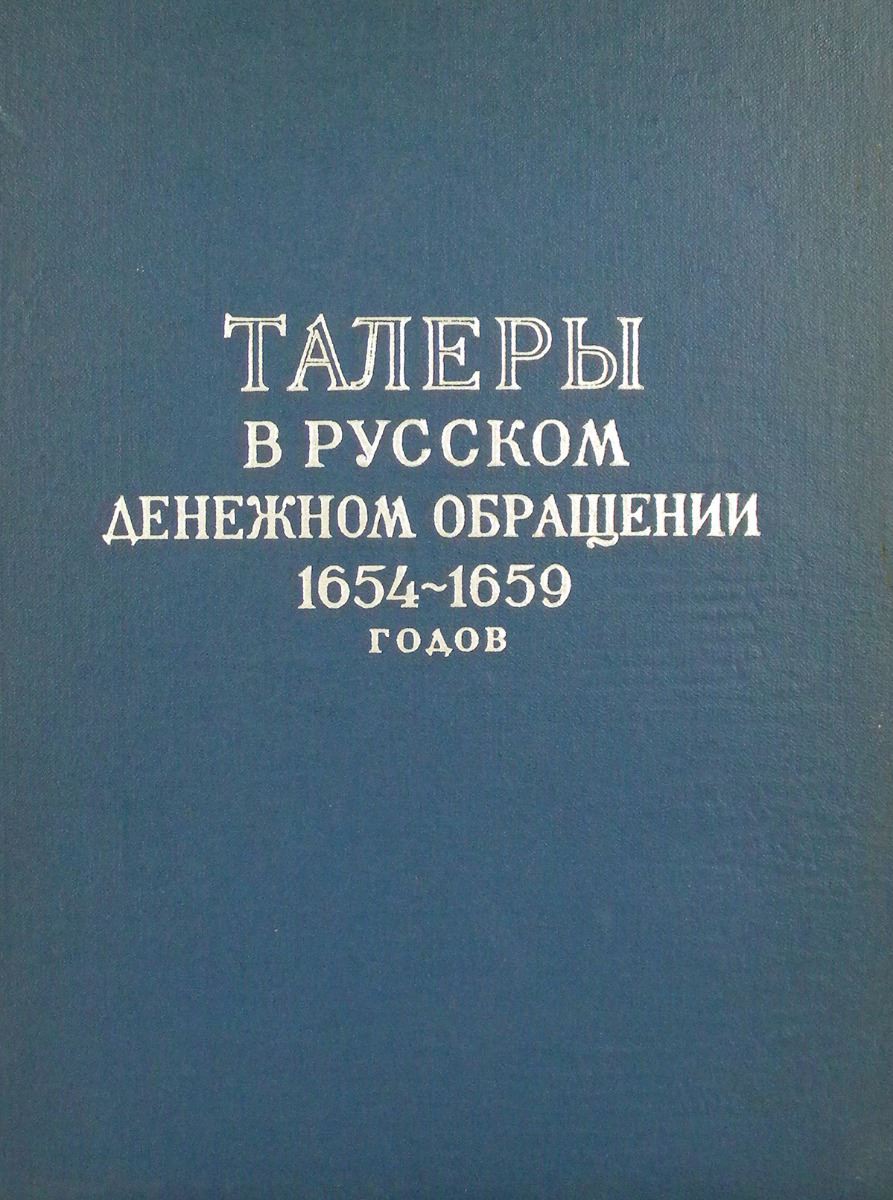 ТАЛЕРЫ
В РУССКОМ
ДЕНЕЖНОМ ОБРАЩЕНИИ
1654~1659
ГОДОВ